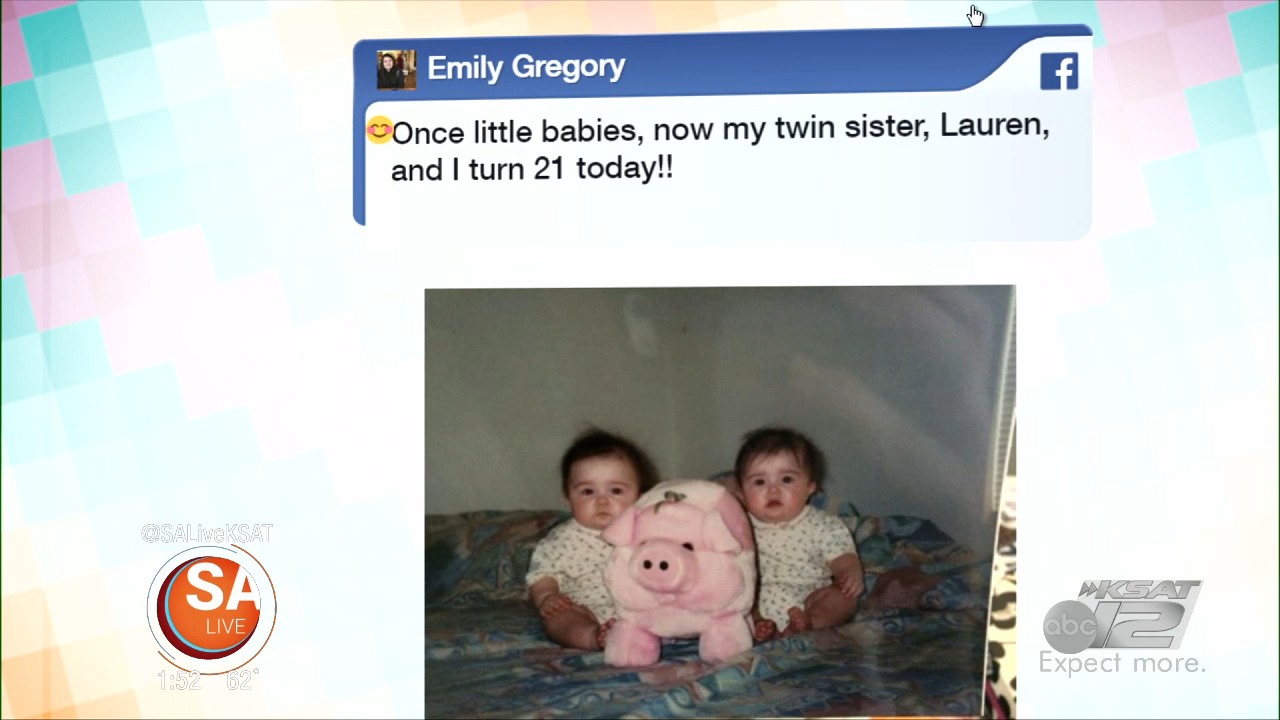 Emily Gregory
Once little babies, now my twin sister, Lauren,
and I turn 21 today!!
@SALiveKSAT
SA
LIVE
1:52 62°
KSAT
abc 12
Expect more.